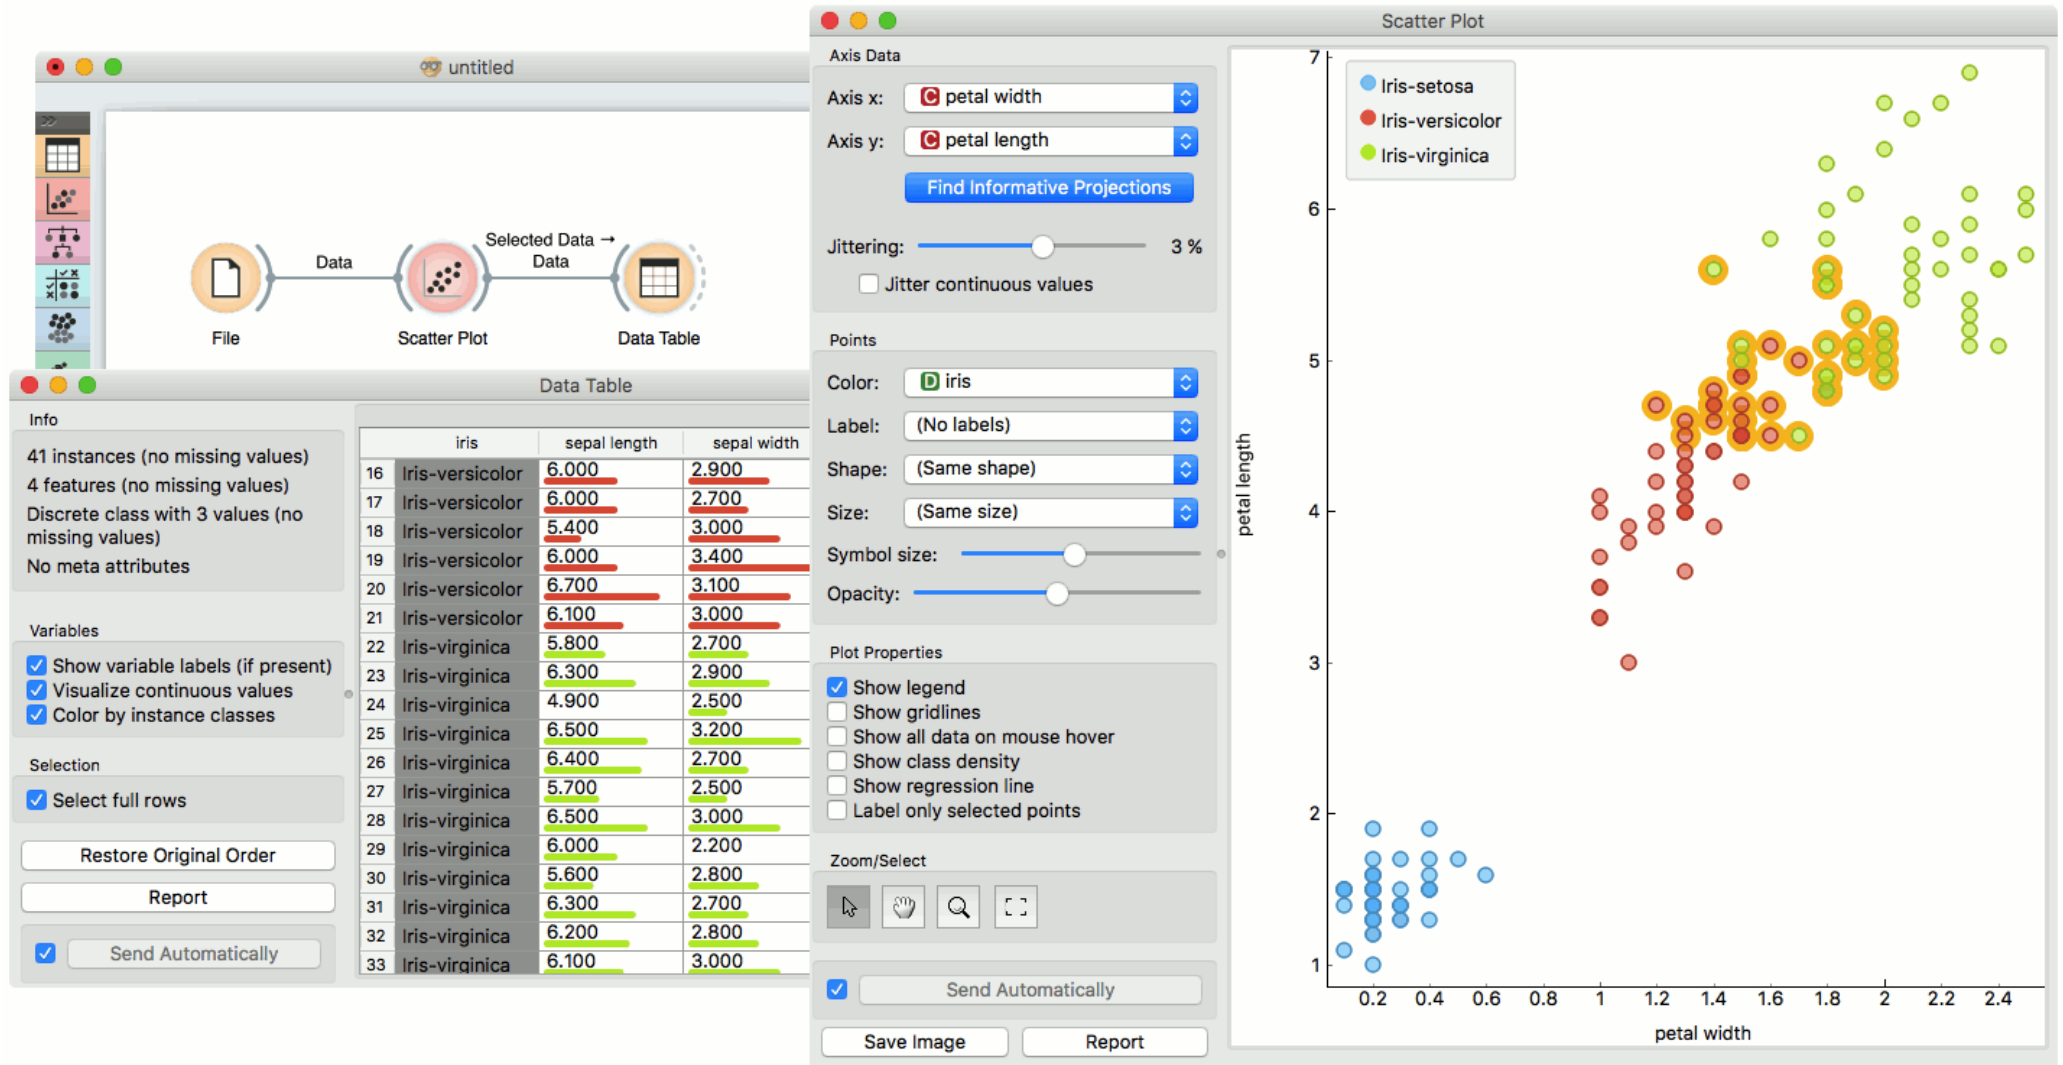 untitled
Data
Selected Data →
Data
File
Scatter Plot
Data Table
Data Table
Info
41 instances (no missing values)
4 features (no missing values)
Discrete class with 3 values (no
missing values)
No meta attributes
Variables
Show variable labels (if present)
Visualize continuous values
Color by instance classes
Selection
Select full rows
Restore Original Order
Report
Send Automatically
iris sepal length sepal width
16 Iris-versicolor 6.000 2.900
17 Iris-versicolor 6.000 2.700
18 Iris-versicolor 5.400 3.000
19 Iris-versicolor 6.000 3.400
20 Iris-versicolor 6.700 3.100
21 Iris-versicolor 6.100 3.000
22 Iris-virginica 5.800 2.700
23 Iris-virginica 6.300 2.900
24 Iris-virginica 4.900 2.500
25 Iris-virginica 6.500 3.200
26 Iris-virginica 6.400 2.700
27 Iris-virginica 5.700 2.500
28 Iris-virginica 6.500 3.000
29 Iris-virginica 6.000 2.200
30 Iris-virginica 5.600 2.800
31 Iris-virginica 6.300 2.700
32 Iris-virginica 6.200 2.800
33 Iris-virginica 6.100 3.000
Scatter Plot
Axis Data
Axis x: C petal width
Axis y: C petal length
Find Informative Projections
Jittering: 3 %
Jitter continuous values
Points
Color: D iris
Label: (No labels)
Shape: (Same shape)
Size: (Same size)
Symbol size:
Opacity:
Plot Properties
Show legend
Show gridlines
Show all data on mouse hover
Show class density
Show regression line
Label only selected points
Zoom/Select
Send Automatically
Save Image Report
Iris-setosa
Iris-versicolor
Iris-virginica
7
6
5
4
3
2
1
petal length
0.2 0.4 0.6 0.8 1 1.2 1.4 1.6 1.8 2 2.2 2.4
petal width